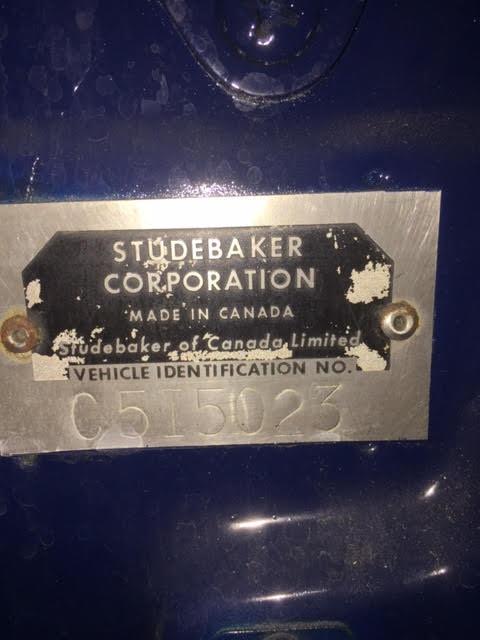 STUDEBAKER
CORPORATION
MADE IN CANADA
Studebaker of Canada Limited
VEHICLE IDENTIFICATION NO.
C515023